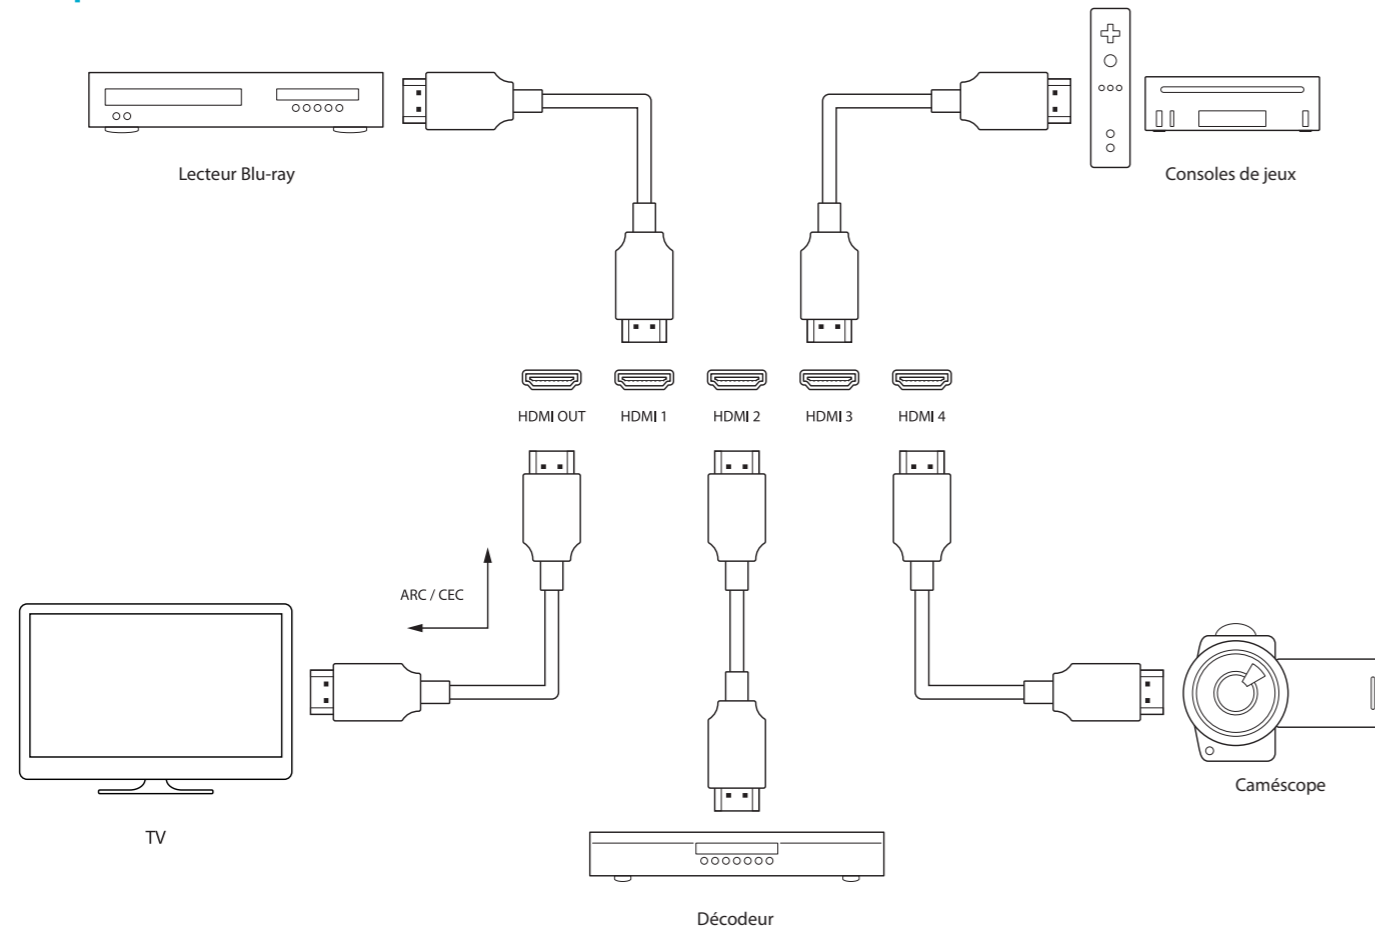 Lecteur Blu-ray
Consoles de jeux
HDMI OUT
HDMI 1
HDMI 2
HDMI 3
HDMI 4
ARC / CEC
TV
Caméscope
Décodeur